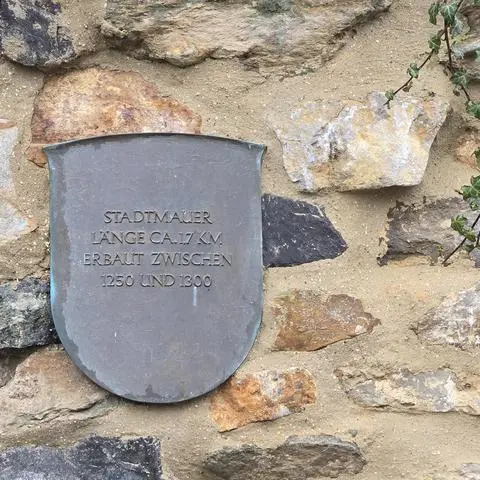 STADTMAUER
LÄNGE CA.1,7 KM
ERBAUT ZWISCHEN
1250 UND 1300